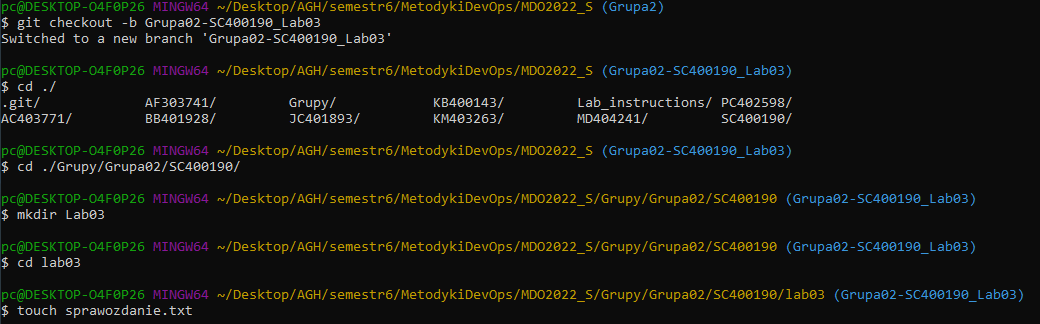 pc@DESKTOP-O4F0P26 MINGW64 ~/Desktop/AGH/semestr6/MetodykiDevOps/MDO2022_S (Grupa2)
$ git checkout -b Grupa02-SC400190_Lab03
Switched to a new branch 'Grupa02-SC400190_Lab03'
pc@DESKTOP-O4F0P26 MINGW64 ~/Desktop/AGH/semestr6/MetodykiDevOps/MDO2022_S (Grupa02-SC400190_Lab03)
$ cd ./
.git/ AF303741/ Grupy/ KB400143/ Lab_instructions/ PC402598/
AC403771/ BB401928/ JC401893/ KM403263/ MD404241/ SC400190/
pc@DESKTOP-O4F0P26 MINGW64 ~/Desktop/AGH/semestr6/MetodykiDevOps/MDO2022_S (Grupa02-SC400190_Lab03)
$ cd ./Grupy/Grupa02/SC400190/
pc@DESKTOP-O4F0P26 MINGW64 ~/Desktop/AGH/semestr6/MetodykiDevOps/MDO2022_S/Grupy/Grupa02/SC400190 (Grupa02-SC400190_Lab03)
$ mkdir Lab03
pc@DESKTOP-O4F0P26 MINGW64 ~/Desktop/AGH/semestr6/MetodykiDevOps/MDO2022_S/Grupy/Grupa02/SC400190 (Grupa02-SC400190_Lab03)
$ cd lab03
pc@DESKTOP-O4F0P26 MINGW64 ~/Desktop/AGH/semestr6/MetodykiDevOps/MDO2022_S/Grupy/Grupa02/SC400190/lab03 (Grupa02-SC400190_Lab03)
$ touch sprawozdanie.txt